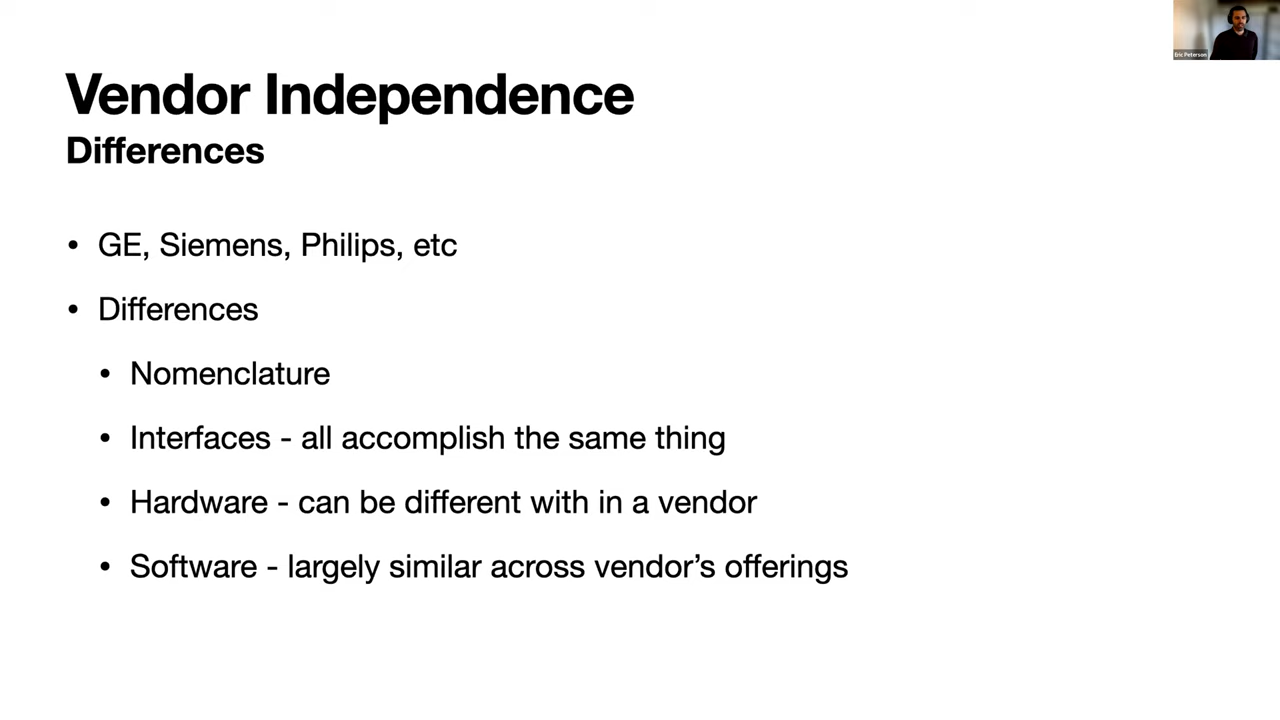 Vendor Independence
Differences
• GE, Siemens, Philips, etc
• Differences
• Nomenclature
• Interfaces - all accomplish the same thing
• Hardware - can be different with in a vendor
• Software - largely similar across vendor's offerings
Eric Peterson